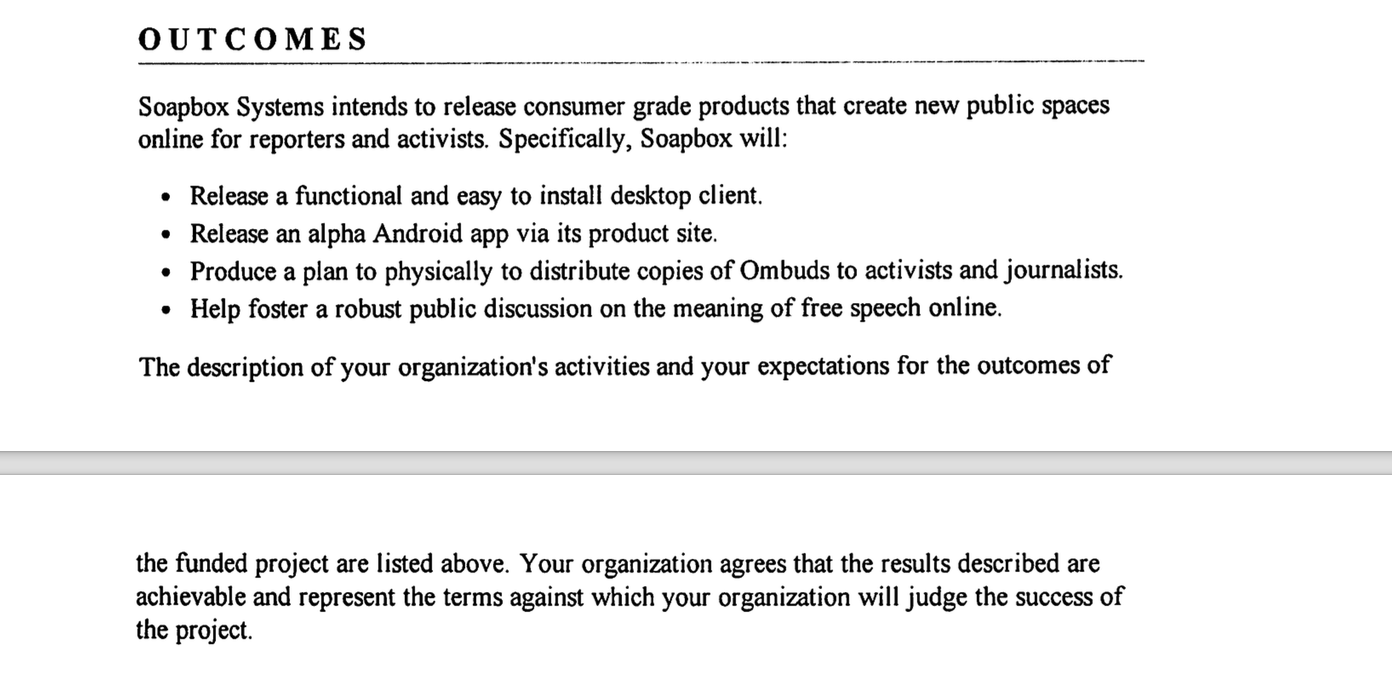 OUTCOMES
Soapbox Systems intends to release consumer grade products that create new public spaces
online for reporters and activists. Specifically, Soapbox will:
• Release a functional and easy to install desktop client.
• Release an alpha Android app via its product site.
• Produce a plan to physically to distribute copies of Ombuds to activists and journalists.
• Help foster a robust public discussion on the meaning of free speech online.
The description of your organization's activities and your expectations for the outcomes of
the funded project are listed above. Your organization agrees that the results described are
achievable and represent the terms against which your organization will judge the success of
the project.